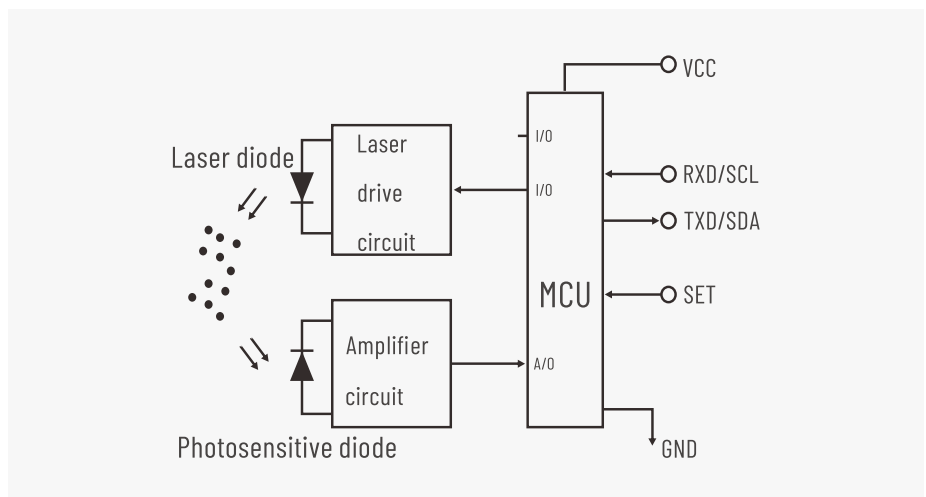 VCC
I/O
Laser diode
Laser
drive
circuit
I/O
RXD/SCL
TXD/SDA
MCU
SET
Amplifier
circuit
A/O
Photosensitive diode
GND